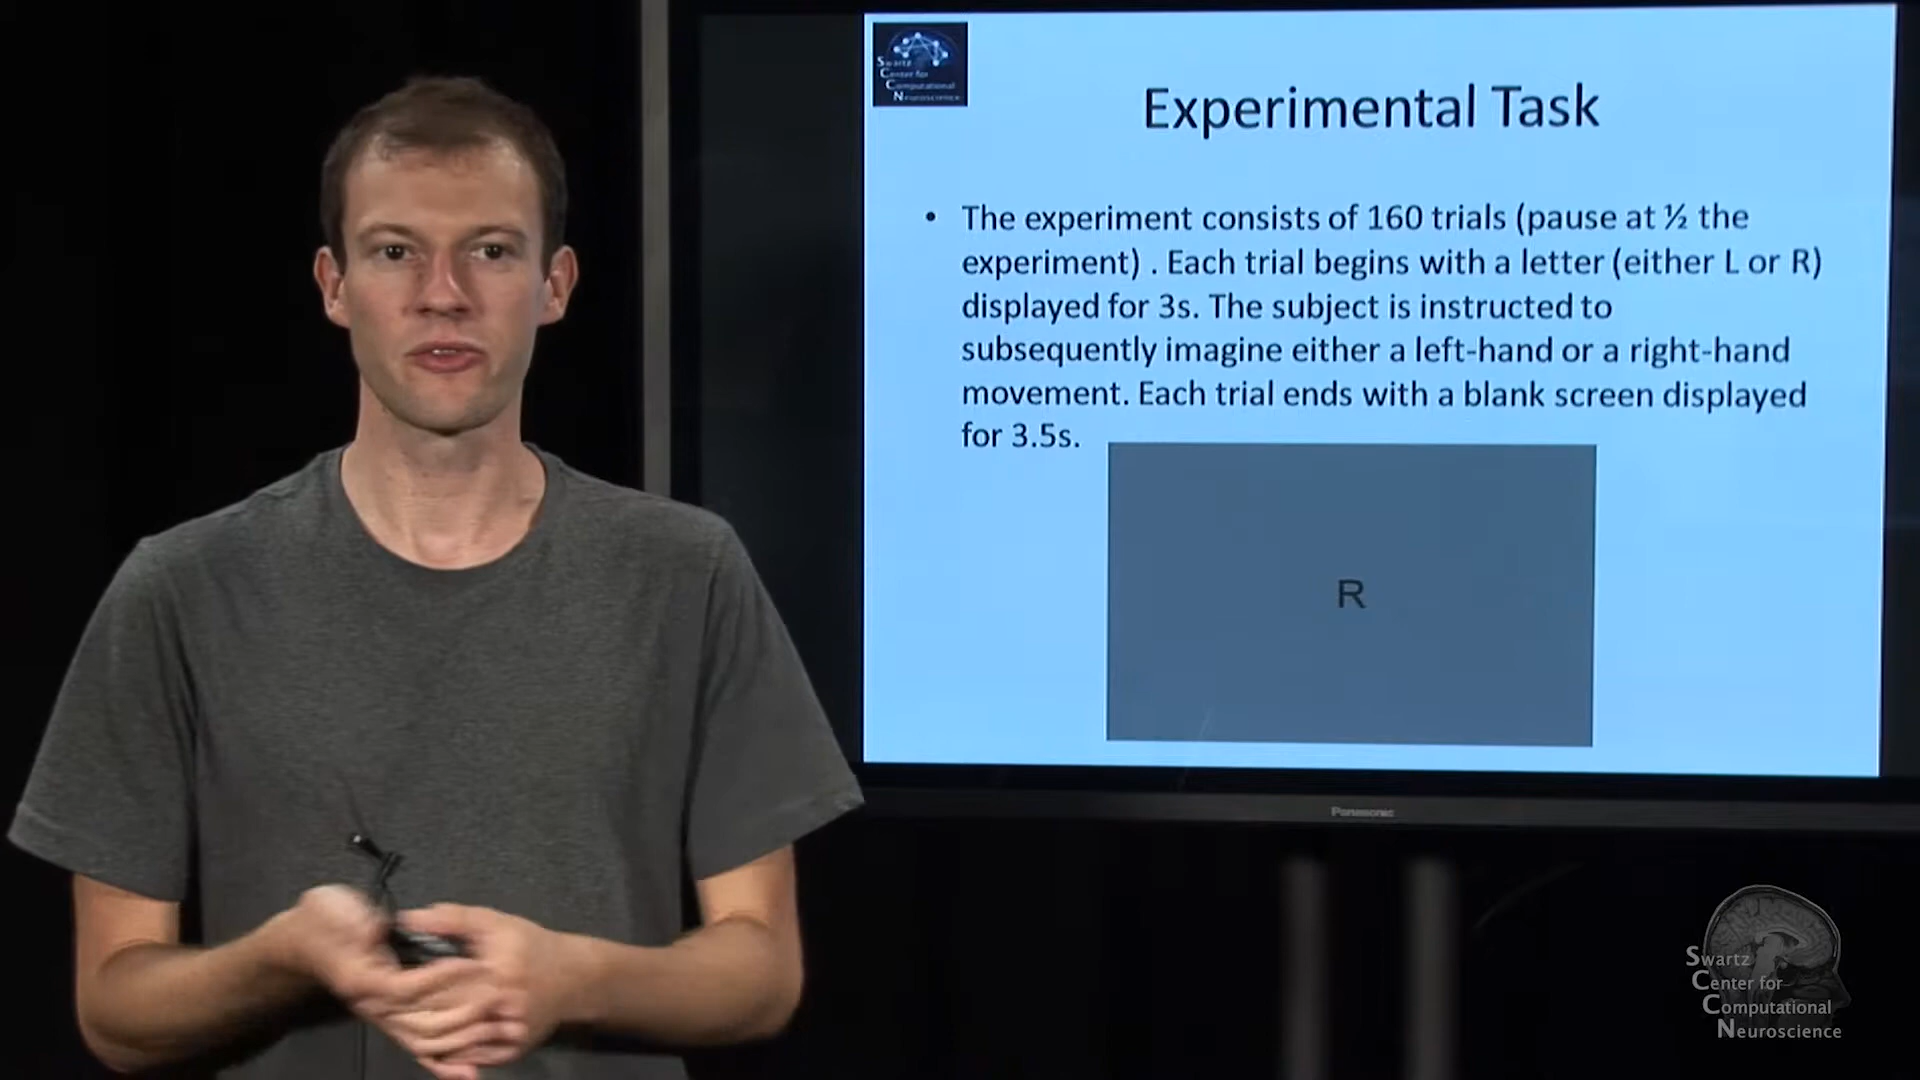 Swartz
Center for
Computational
Neuroscience
Experimental Task
• The experiment consists of 160 trials (pause at ½ the
experiment) . Each trial begins with a letter (either L or R)
displayed for 3s. The subject is instructed to
subsequently imagine either a left-hand or a right-hand
movement. Each trial ends with a blank screen displayed
for 3.5s.
R
Panasonic
Swartz
Center for
Computational
Neuroscience